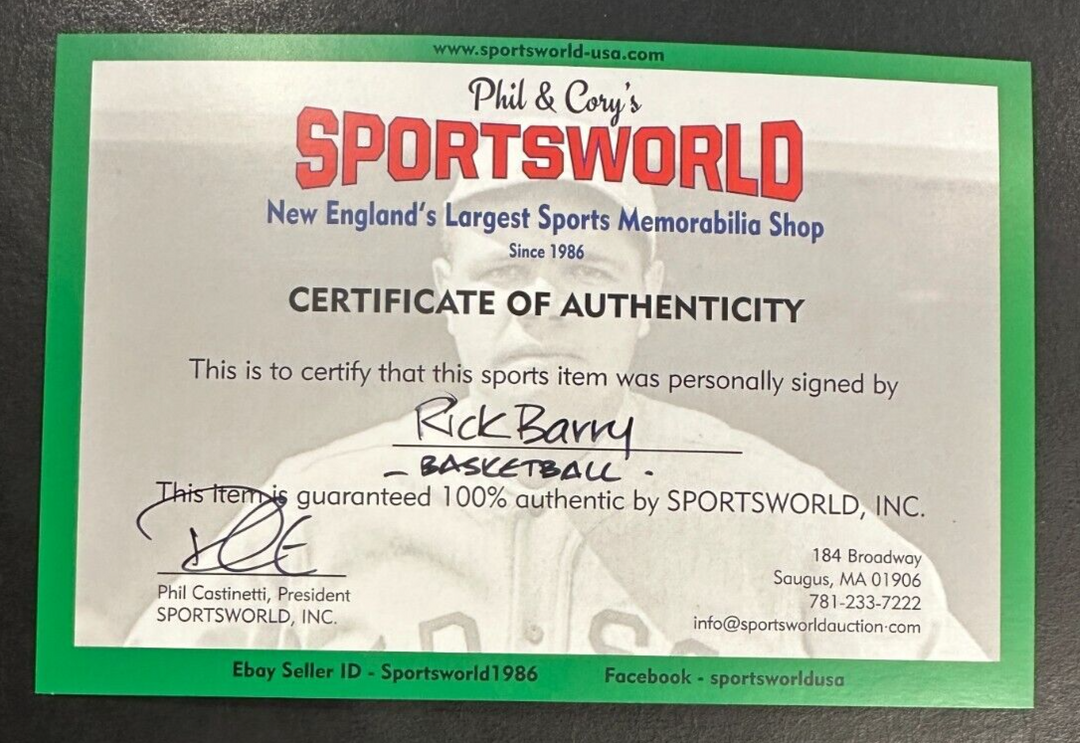 www.sportsworld-usa.com
Phil & Cory's
SPORTSWORLD
New England's Largest Sports Memorabilia Shop
Since 1986
CERTIFICATE OF AUTHENTICITY
This is to certify that this sports item was personally signed by
Rick Barry
- BASKETBALL -
This item is guaranteed 100% authentic by SPORTSWORLD, INC.
Phil Castinetti, President
SPORTSWORLD, INC.
184 Broadway
Saugus, MA 01906
781-233-7222
info@sportsworldauction.com
Ebay Seller ID - Sportsworld1986
Facebook - sportsworldusa